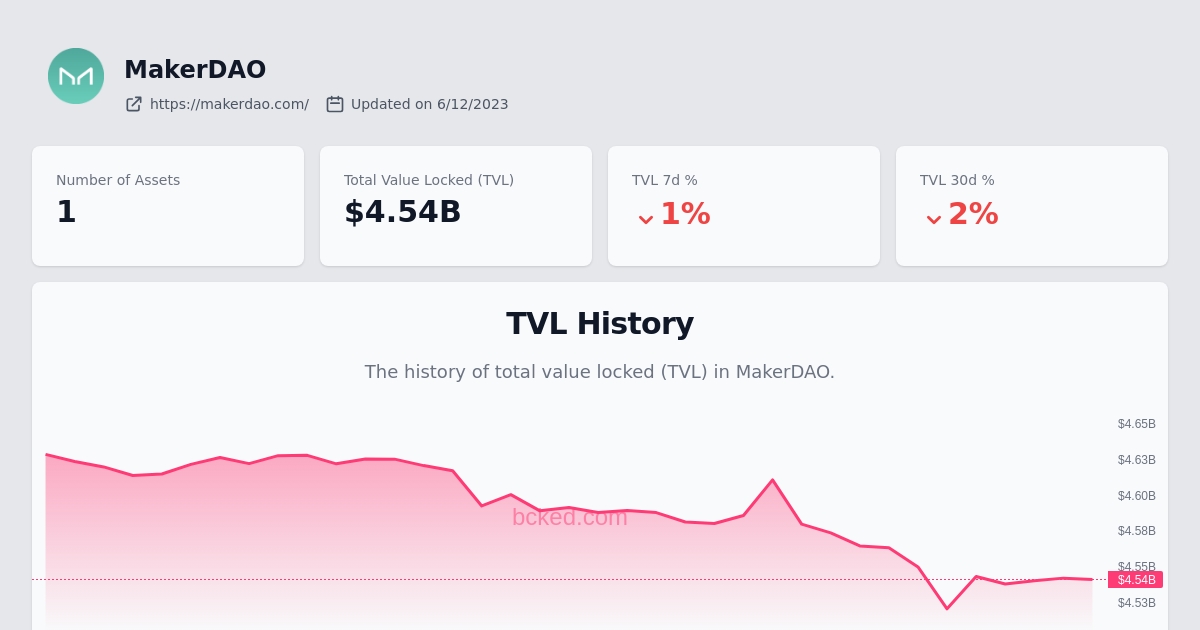 MakerDAO
https://makerdao.com/ Updated on 6/12/2023
Number of Assets
1
Total Value Locked (TVL)
$4.54B
TVL 7d %
1%
TVL 30d %
2%
TVL History
The history of total value locked (TVL) in MakerDAO.
$4.65B
$4.63B
$4.60B
bcked.com
$4.58B
$4.55B
$4.54B
$4.53B